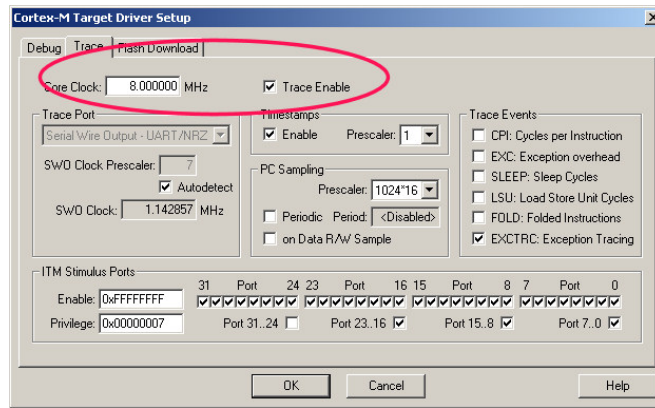 Cortex-M Target Driver Setup
Debug Trace Flash Download
Core Clock: 8.000000 MHz Trace Enable
Trace Port
Serial Wire Output - UART/NRZ
SWO Clock Prescaler: 7
Autodetect
SWO Clock: 1.142857 MHz
Timestamps
Enable Prescaler: 1
PC Sampling
Prescaler: 1024*16
Periodic Period: <Disabled>
on Data R/W Sample
Trace Events
CPI: Cycles per Instruction
EXC: Exception overhead
SLEEP: Sleep Cycles
LSU: Load Store Unit Cycles
FOLD: Folded Instructions
EXCTRC: Exception Tracing
ITM Stimulus Ports
31 Port 24 23 Port 16 15 Port 8 7 Port 0
Enable: 0xFFFFFFFF
Privilege: 0x00000007 Port 31..24 Port 23..16 Port 15..8 Port 7..0
OK Cancel Help